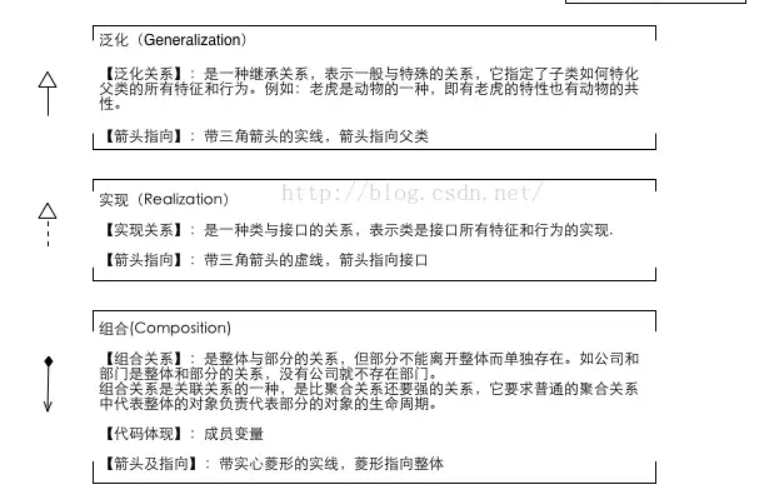 泛化（Generalization）
【泛化关系】：是一种继承关系，表示一般与特殊的关系，它指定了子类如何特化
父类的所有特征和行为。例如：老虎是动物的一种，即有老虎的特性也有动物的共
性。
【箭头指向】：带三角箭头的实线，箭头指向父类
http://blog.csdn.net/
实现（Realization）
【实现关系】：是一种类与接口的关系，表示类是接口所有特征和行为的实现.
【箭头指向】：带三角箭头的虚线，箭头指向接口
组合(Composition)
【组合关系】：是整体与部分的关系，但部分不能离开整体而单独存在。如公司和
部门是整体和部分的关系，没有公司就不存在部门。
组合关系是关联关系的一种，是比聚合关系还要强的关系，它要求普通的聚合关系
中代表整体的对象负责代表部分的对象的生命周期。
【代码体现】：成员变量
【箭头及指向】：带实心菱形的实线，菱形指向整体